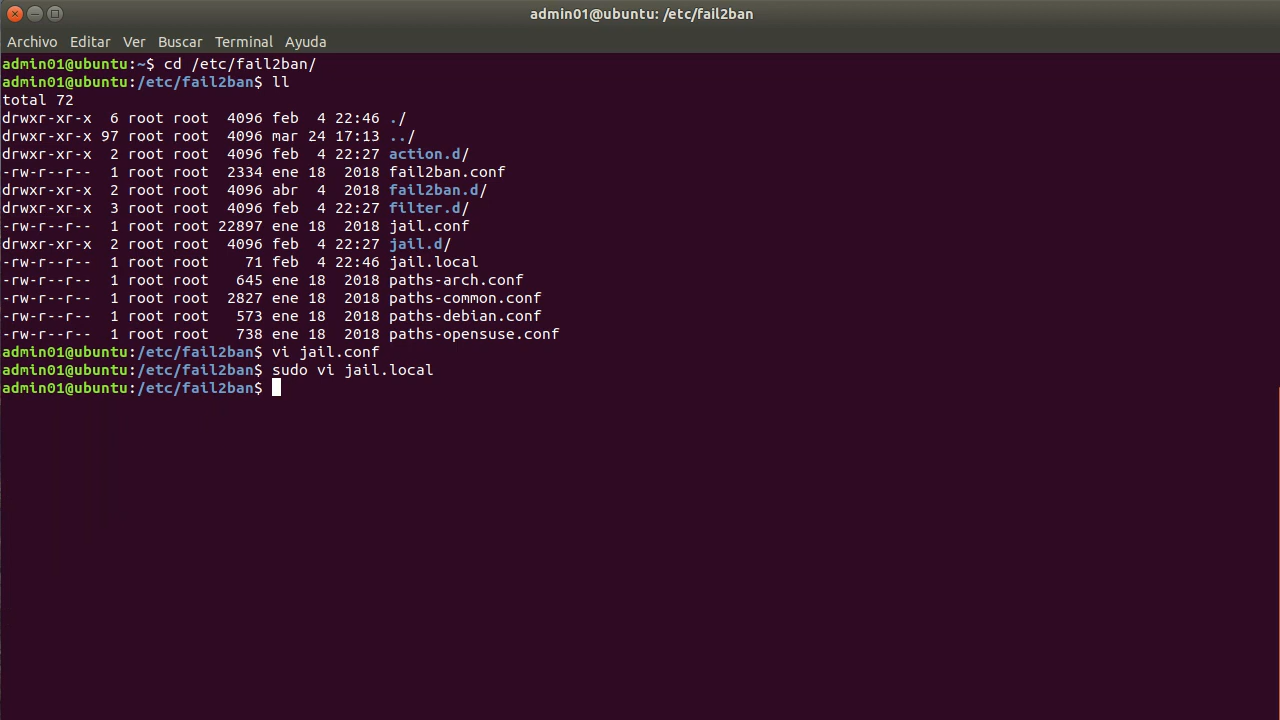 admin01@ubuntu: /etc/fail2ban
Archivo Editar Ver Buscar Terminal Ayuda
admin01@ubuntu:~$ cd /etc/fail2ban/
admin01@ubuntu:/etc/fail2ban$ ll
total 72
drwxr-xr-x  6 root root  4096 feb  4 22:46 ./
drwxr-xr-x 97 root root  4096 mar 24 17:13 ../
drwxr-xr-x  2 root root  4096 feb  4 22:27 action.d/
-rw-r--r--  1 root root  2334 ene 18  2018 fail2ban.conf
drwxr-xr-x  2 root root  4096 abr  4  2018 fail2ban.d/
drwxr-xr-x  3 root root  4096 feb  4 22:27 filter.d/
-rw-r--r--  1 root root 22897 ene 18  2018 jail.conf
drwxr-xr-x  2 root root  4096 feb  4 22:27 jail.d/
-rw-r--r--  1 root root    71 feb  4 22:46 jail.local
-rw-r--r--  1 root root   645 ene 18  2018 paths-arch.conf
-rw-r--r--  1 root root  2827 ene 18  2018 paths-common.conf
-rw-r--r--  1 root root   573 ene 18  2018 paths-debian.conf
-rw-r--r--  1 root root   738 ene 18  2018 paths-opensuse.conf
admin01@ubuntu:/etc/fail2ban$ vi jail.conf
admin01@ubuntu:/etc/fail2ban$ sudo vi jail.local
admin01@ubuntu:/etc/fail2ban$